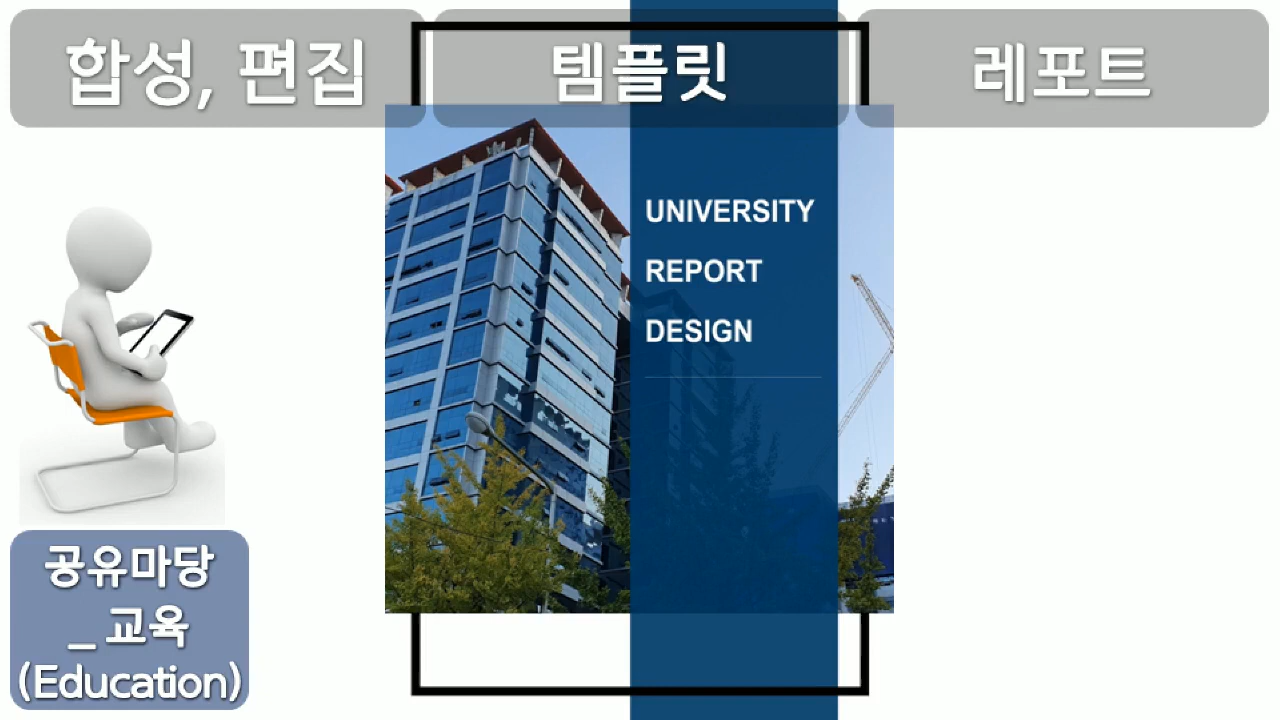 합성, 편집
템플릿
레포트
UNIVERSITY
REPORT
DESIGN
공유마당
_ 교육
(Education)